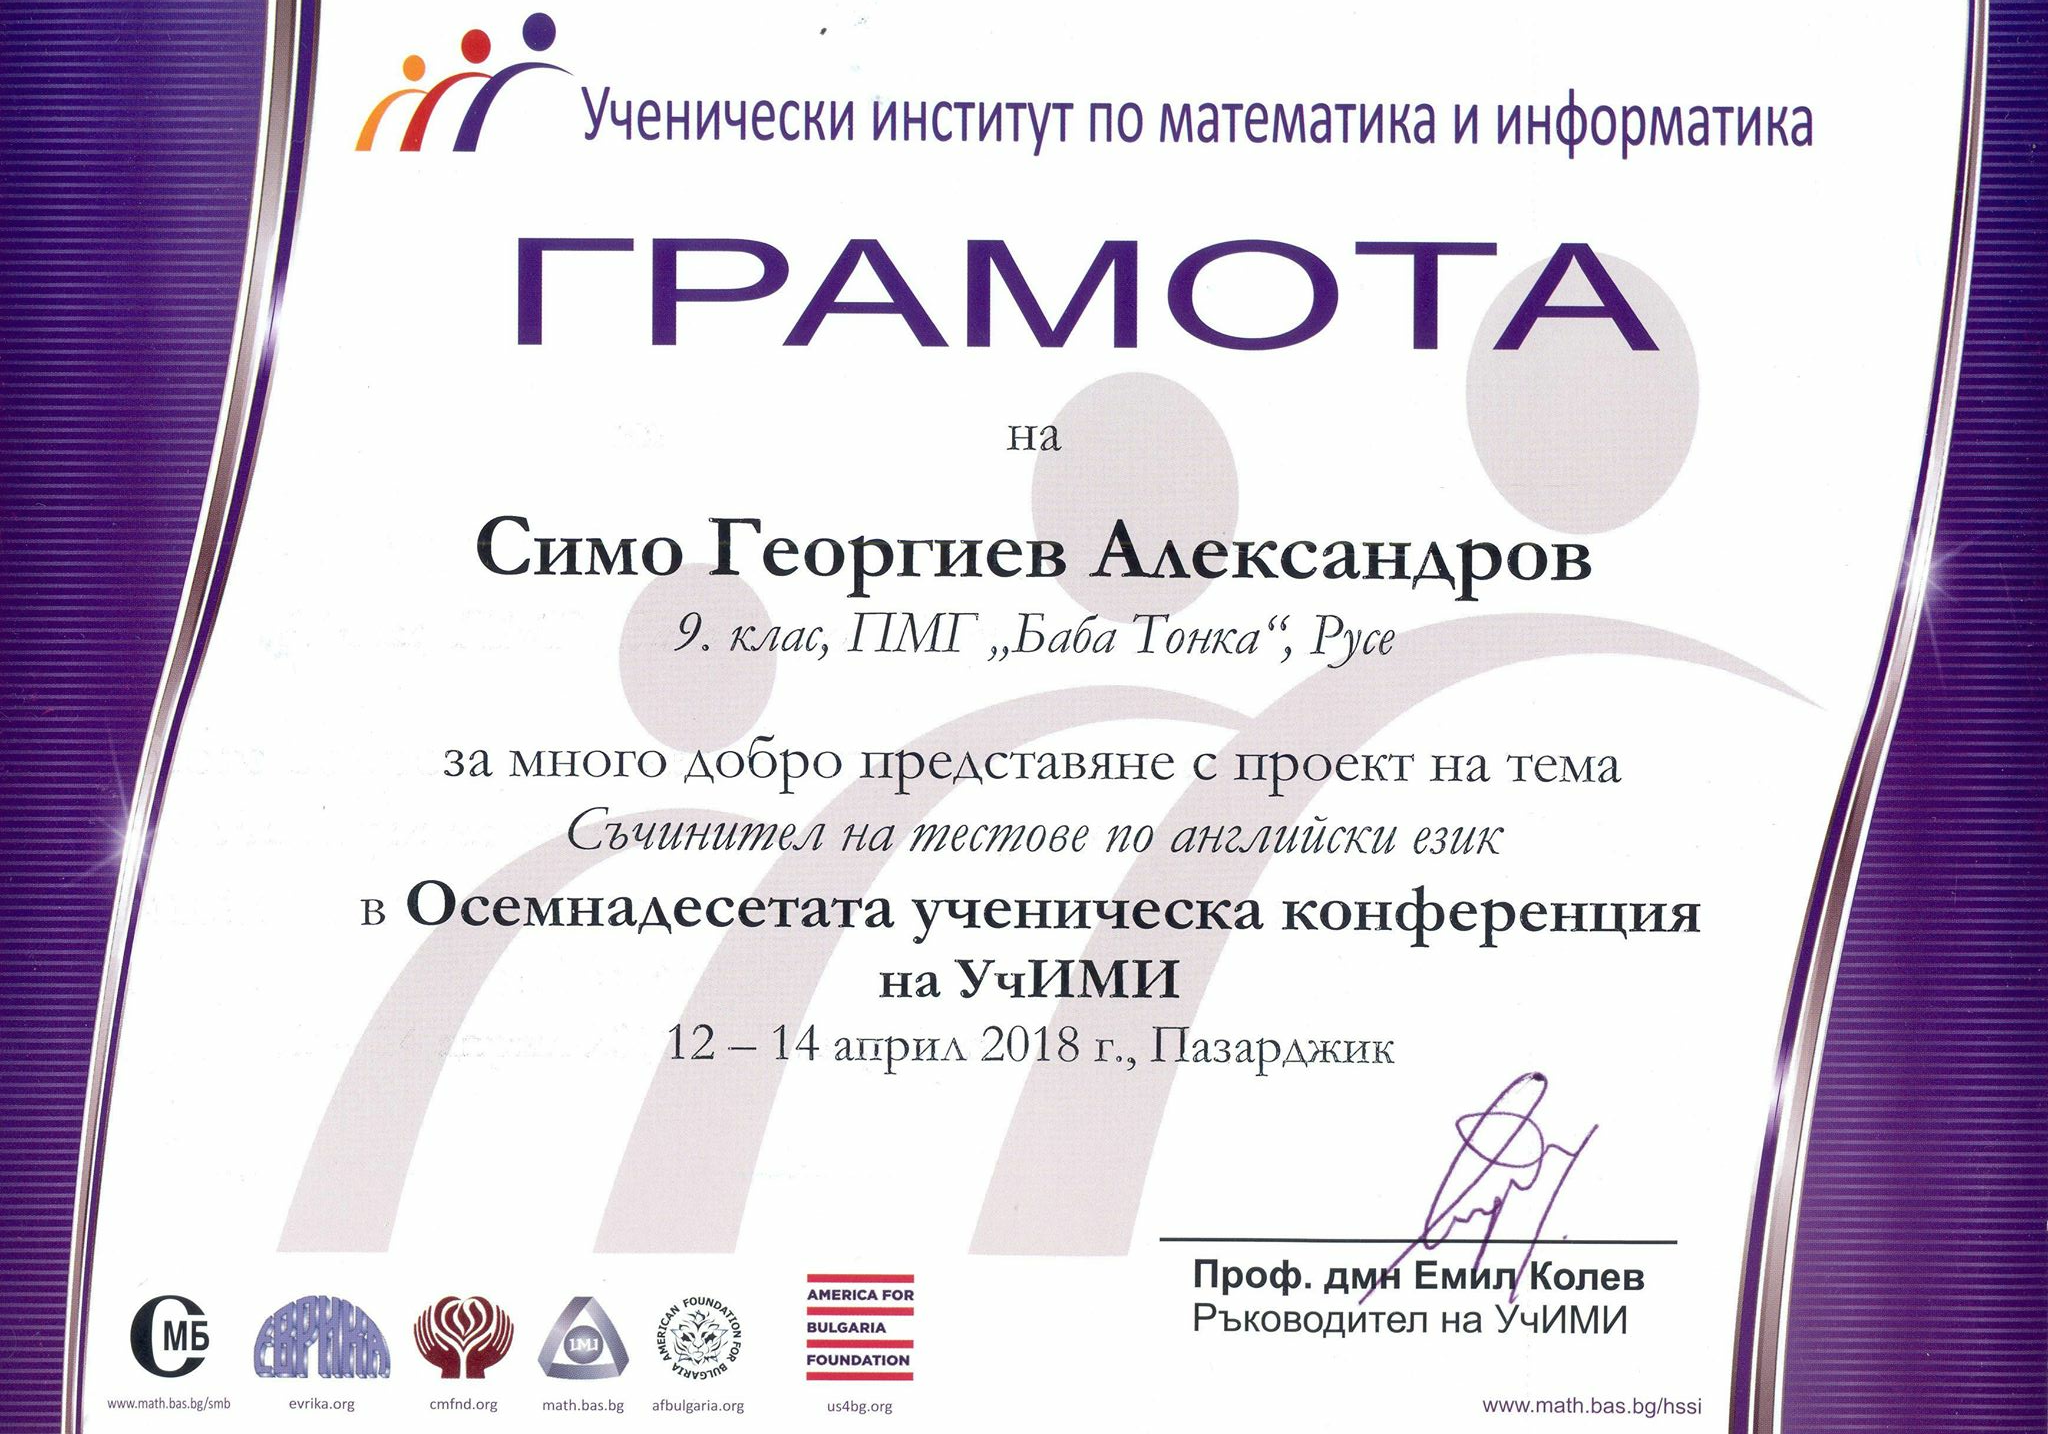 Ученически институт по математика и информатика
ГРАМОТА
на
Симо Георгиев Александров
9. клас, ПМГ „Баба Тонка“, Русе
за много добро представяне с проект на тема
Съчинител на тестове по английски език
в Осемнадесетата ученическа конференция
на УчИМИ
12 – 14 април 2018 г., Пазарджик
Проф. дмн Емил Колев
Ръководител на УчИМИ
СМБ
ЕВРИКА
IMI
AMERICAN FOUNDATION FOR BULGARIA
AMERICA FOR
BULGARIA
FOUNDATION
www.math.bas.bg/smb
evrika.org
cmfnd.org
math.bas.bg
afbulgaria.org
us4bg.org
www.math.bas.bg/hssi